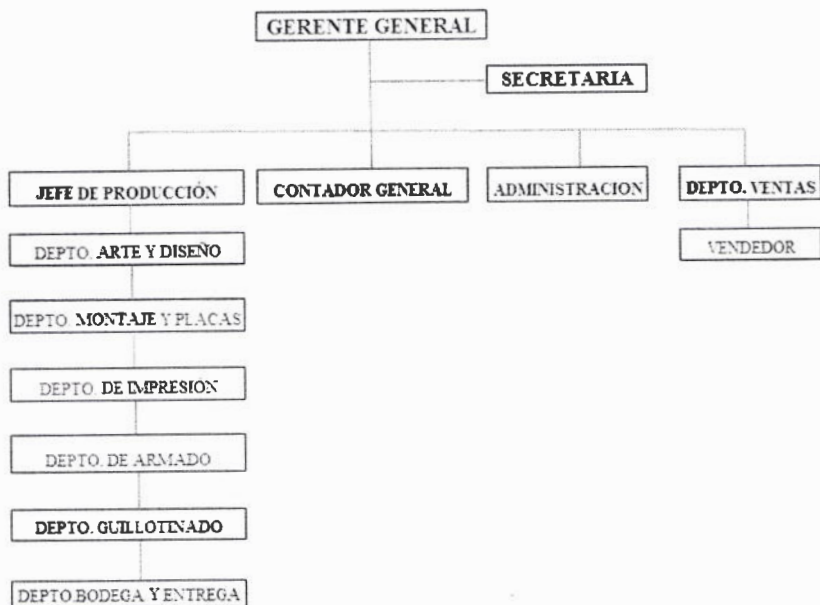 GERENTE GENERAL
SECRETARIA
JEFE DE PRODUCCIÓN
CONTADOR GENERAL
ADMINISTRACION
DEPTO. VENTAS
DEPTO. ARTE Y DISEÑO
VENDEDOR
DEPTO. MONTAJE Y PLACAS
DEPTO. DE IMPRESIÓN
DEPTO. DE ARMADO
DEPTO. GUILLOTINADO
DEPTO.BODEGA Y ENTREGA